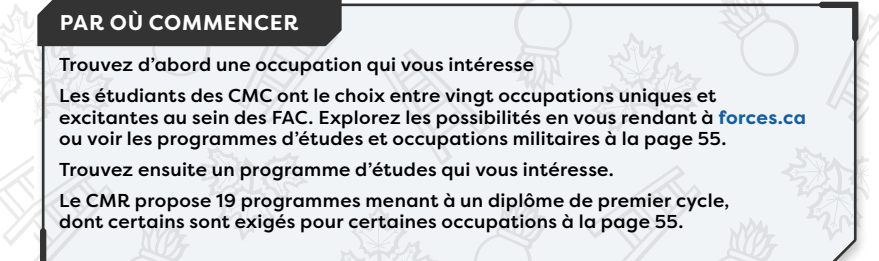 PAR OÙ COMMENCER
Trouvez d'abord une occupation qui vous intéresse
Les étudiants des CMC ont le choix entre vingt occupations uniques et
excitantes au sein des FAC. Explorez les possibilités en vous rendant à forces.ca
ou voir les programmes d'études et occupations militaires à la page 55.
Trouvez ensuite un programme d'études qui vous intéresse.
Le CMR propose 19 programmes menant à un diplôme de premier cycle,
dont certains sont exigés pour certaines occupations à la page 55.